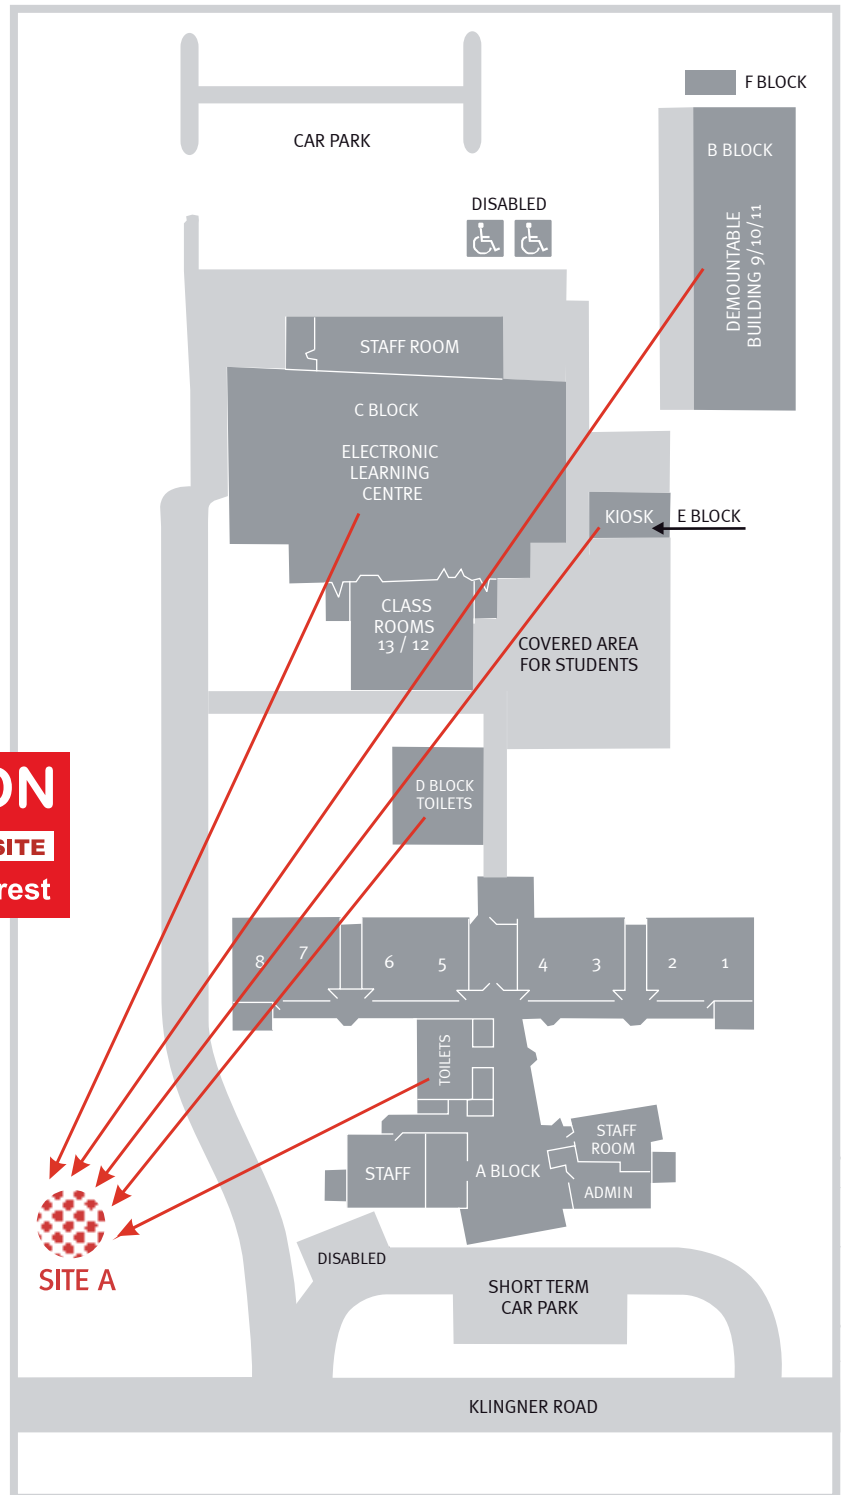 F BLOCK
CAR PARK
B BLOCK
DEMOUNTABLE
BUILDING 9/10/11
DISABLED
STAFF ROOM
C BLOCK
ELECTRONIC
LEARNING
CENTRE
KIOSK
E BLOCK
CLASS
ROOMS
13 / 12
COVERED AREA
FOR STUDENTS
D BLOCK
TOILETS
ON
SITE
rest
8
7
6
5
4
3
2
1
TOILETS
STAFF
ROOM
STAFF
A BLOCK
ADMIN
SITE A
DISABLED
SHORT TERM
CAR PARK
KLINGNER ROAD